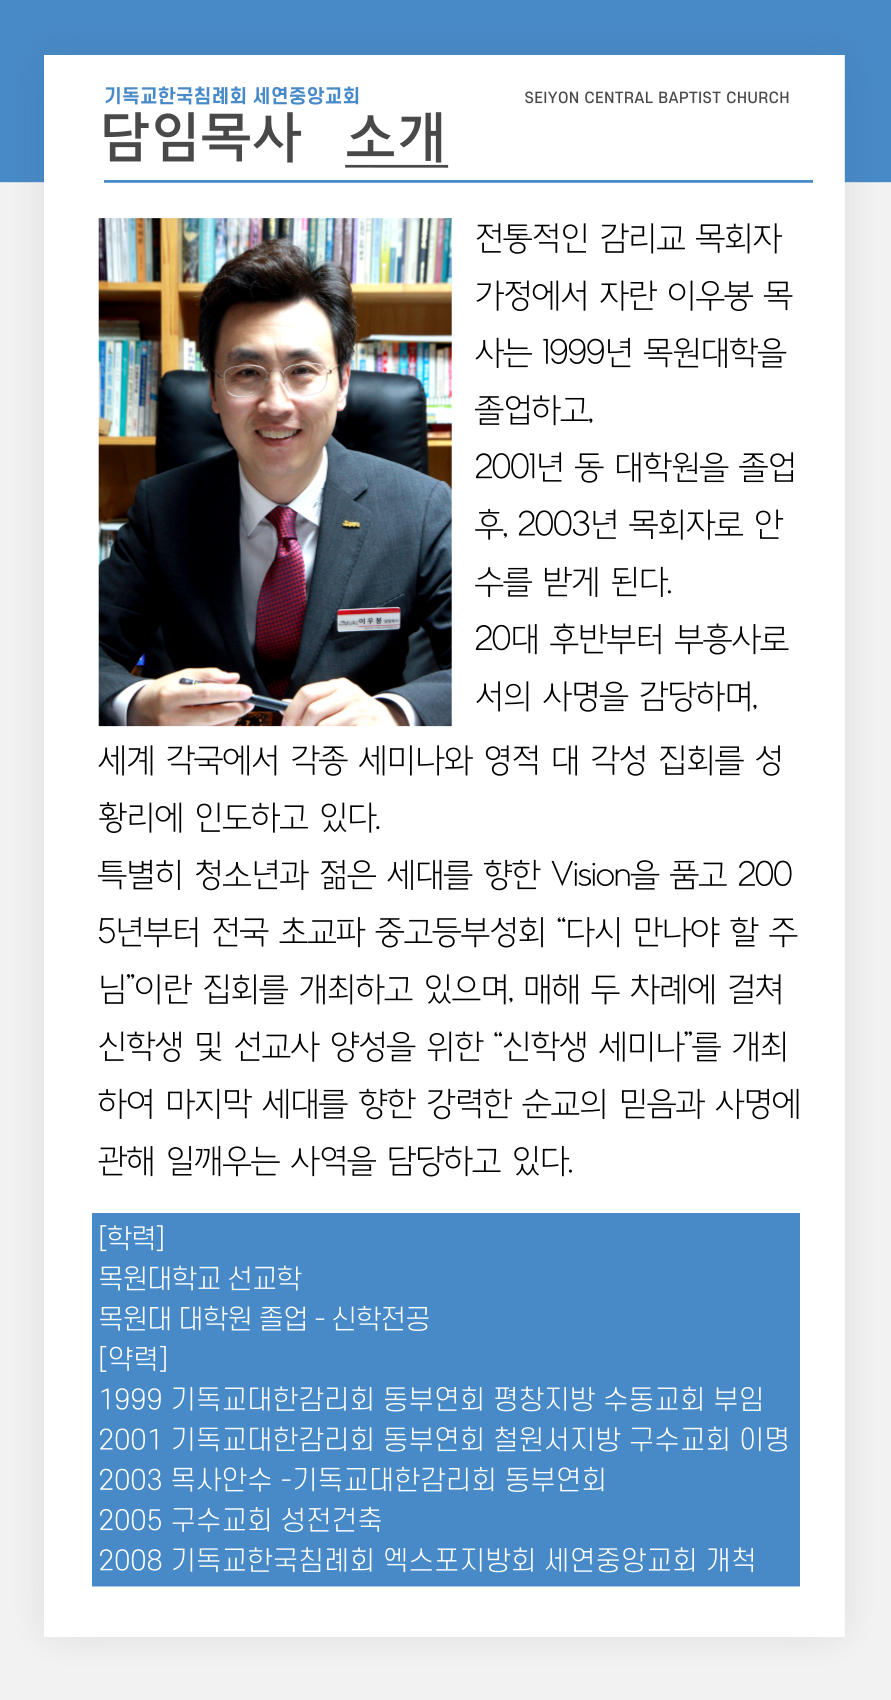 기독교한국침례회 세연중앙교회
SEIYON CENTRAL BAPTIST CHURCH
담임목사 소개
전통적인 감리교 목회자
가정에서 자란 이우봉 목
사는 1999년 목원대학을
졸업하고,
2001년 동 대학원을 졸업
후, 2003년 목회자로 안
수를 받게 된다.
20대 후반부터 부흥사로
서의 사명을 감당하며,
이우봉
세계 각국에서 각종 세미나와 영적 대 각성 집회를 성
황리에 인도하고 있다.
특별히 청소년과 젊은 세대를 향한 Vision을 품고 200
5년부터 전국 초교파 중고등부성회 “다시 만나야 할 주
님”이란 집회를 개최하고 있으며, 매해 두 차례에 걸쳐
신학생 및 선교사 양성을 위한 “신학생 세미나”를 개최
하여 마지막 세대를 향한 강력한 순교의 믿음과 사명에
관해 일깨우는 사역을 담당하고 있다.
[학력]
목원대학교 선교학
목원대 대학원 졸업 - 신학전공
[약력]
1999 기독교대한감리회 동부연회 평창지방 수동교회 부임
2001 기독교대한감리회 동부연회 철원서지방 구수교회 이명
2003 목사안수 -기독교대한감리회 동부연회
2005 구수교회 성전건축
2008 기독교한국침례회 엑스포지방회 세연중앙교회 개척